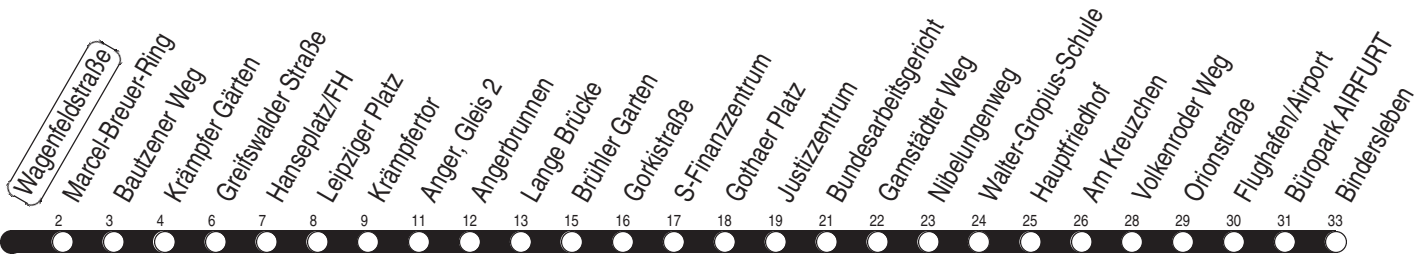 Wagenfeldstraße
Marcel-Breuer-Ring
Bautzener Weg
Krämpfer Gärten
Greifswalder Straße
Hanseplatz/FH
Leipziger Platz
Krämpfertor
Anger, Gleis 2
Angerbrunnen
Lange Brücke
Brühler Garten
Gorkistraße
S-Finanzzentrum
Gothaer Platz
Justizzentrum
Bundesarbeitsgericht
Gamstädter Weg
Nibelungenweg
Walter-Gropius-Schule
Hauptfriedhof
Am Kreuzchen
Volkenroder Weg
Orionstraße
Flughafen/Airport
Büropark AIRFURT
Bindersleben
2 3 4 6 7 8 9 11 12 13 15 16 17 18 19 21 22 23 24 25 26 28 29 30 31 33